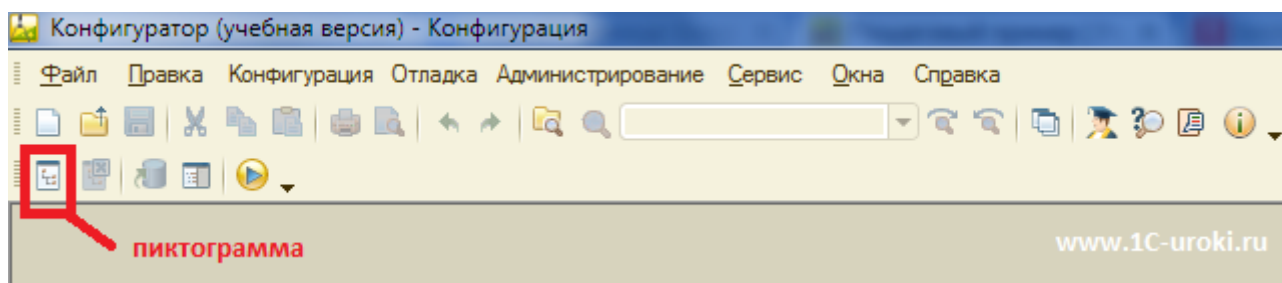 Конфигуратор (учебная версия) - Конфигурация
Файл Правка Конфигурация Отладка Администрирование Сервис Окна Справка
пиктограмма
www.1C-uroki.ru